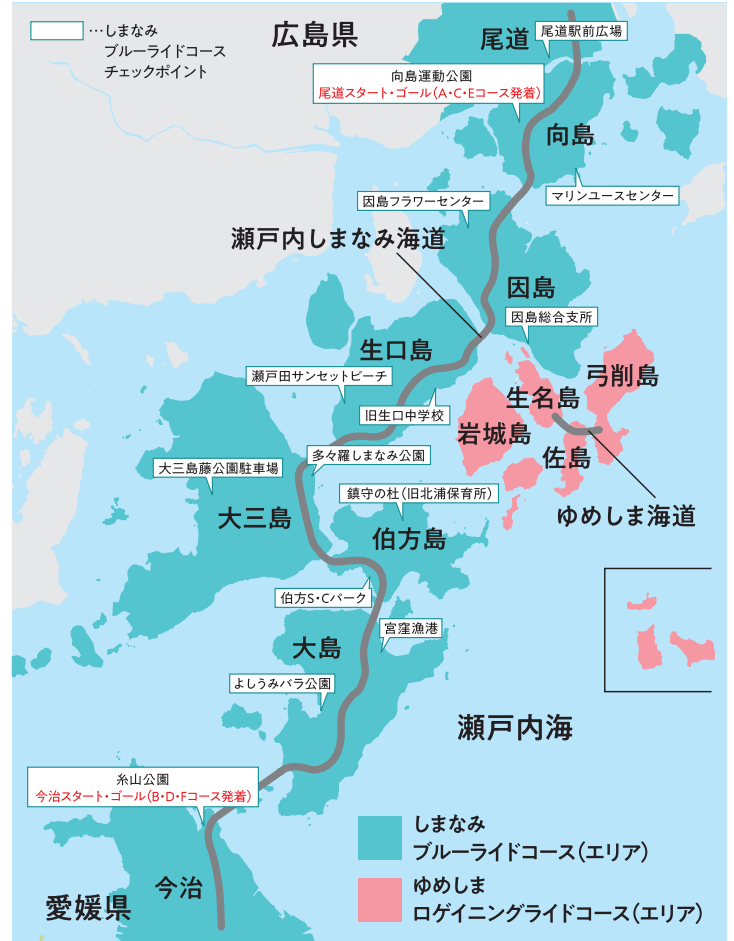 …しまなみ
ブルーライドコース
チェックポイント
広島県
尾道
尾道駅前広場
向島運動公園
尾道スタート・ゴール(A・C・Eコース発着)
向島
マリンユースセンター
因島フラワーセンター
瀬戸内しまなみ海道
因島
因島総合支所
生口島
瀬戸田サンセットビーチ
旧生口中学校
弓削島
生名島
岩城島
佐島
多々羅しまなみ公園
大三島藤公園駐車場
鎮守の杜(旧北浦保育所)
大三島
ゆめしま海道
伯方島
伯方S・Cパーク
宮窪漁港
大島
よしうみバラ公園
瀬戸内海
糸山公園
今治スタート・ゴール(B・D・Fコース発着)
しまなみ
ブルーライドコース(エリア)
今治
ゆめしま
ロゲイニングライドコース(エリア)
愛媛県